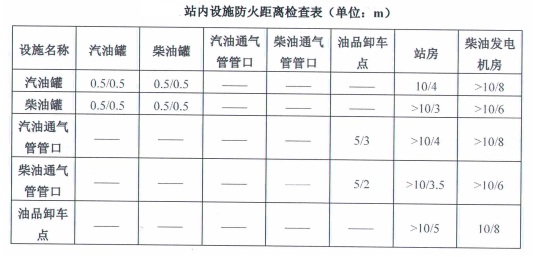 站内设施防火距离检查表（单位：m）
设施名称 汽油罐 柴油罐 汽油通气管管口 柴油通气管管口 油品卸车点 站房 柴油发电机房
汽油罐 0.5/0.5 0.5/0.5 —— —— —— 10/4 >10/8
柴油罐 0.5/0.5 0.5/0.5 —— —— —— >10/3 >10/6
汽油通气管管口 —— —— —— —— 5/3 >10/4 >10/8
柴油通气管管口 —— —— —— —— 5/2 >10/3.5 >10/6
油品卸车点 —— —— —— —— —— >10/5 10/8